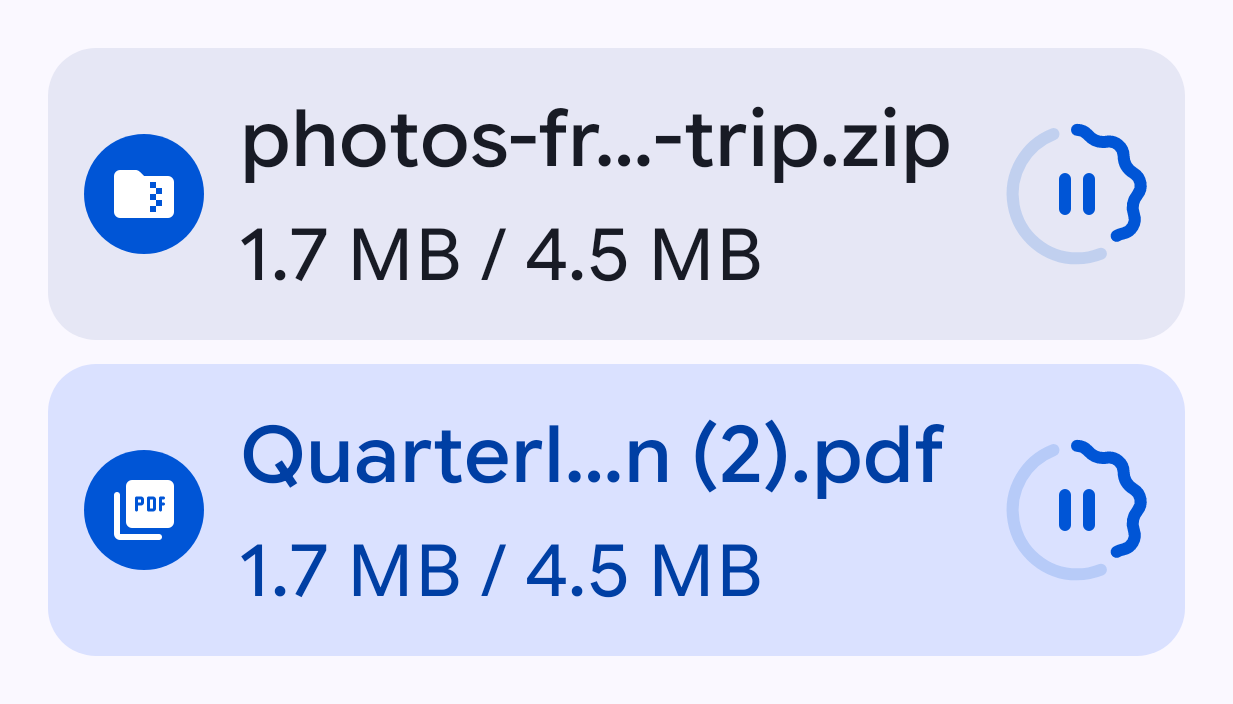 photos-fr...-trip.zip
1.7 MB / 4.5 MB
PDF
Quarterl...n (2).pdf
1.7 MB / 4.5 MB